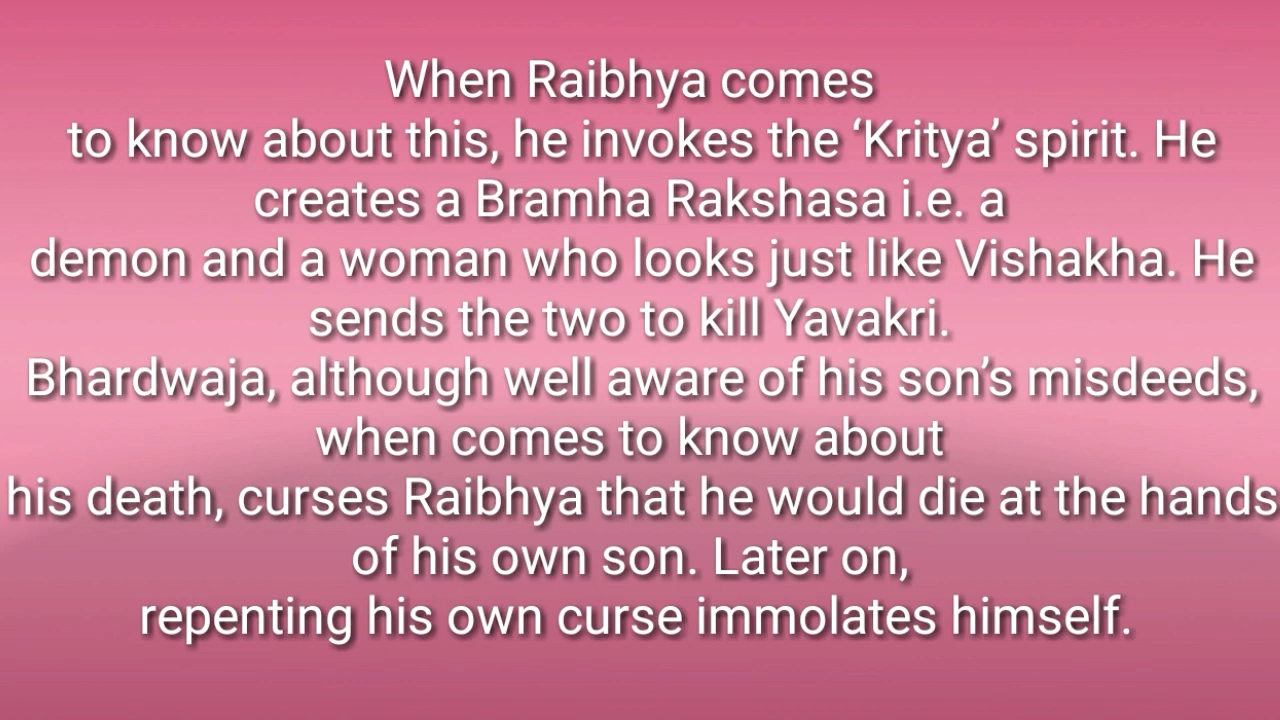 When Raibhya comes
to know about this, he invokes the ‘Kritya’ spirit. He
creates a Bramha Rakshasa i.e. a
demon and a woman who looks just like Vishakha. He
sends the two to kill Yavakri.
Bhardwaja, although well aware of his son’s misdeeds,
when comes to know about
his death, curses Raibhya that he would die at the hands
of his own son. Later on,
repenting his own curse immolates himself.